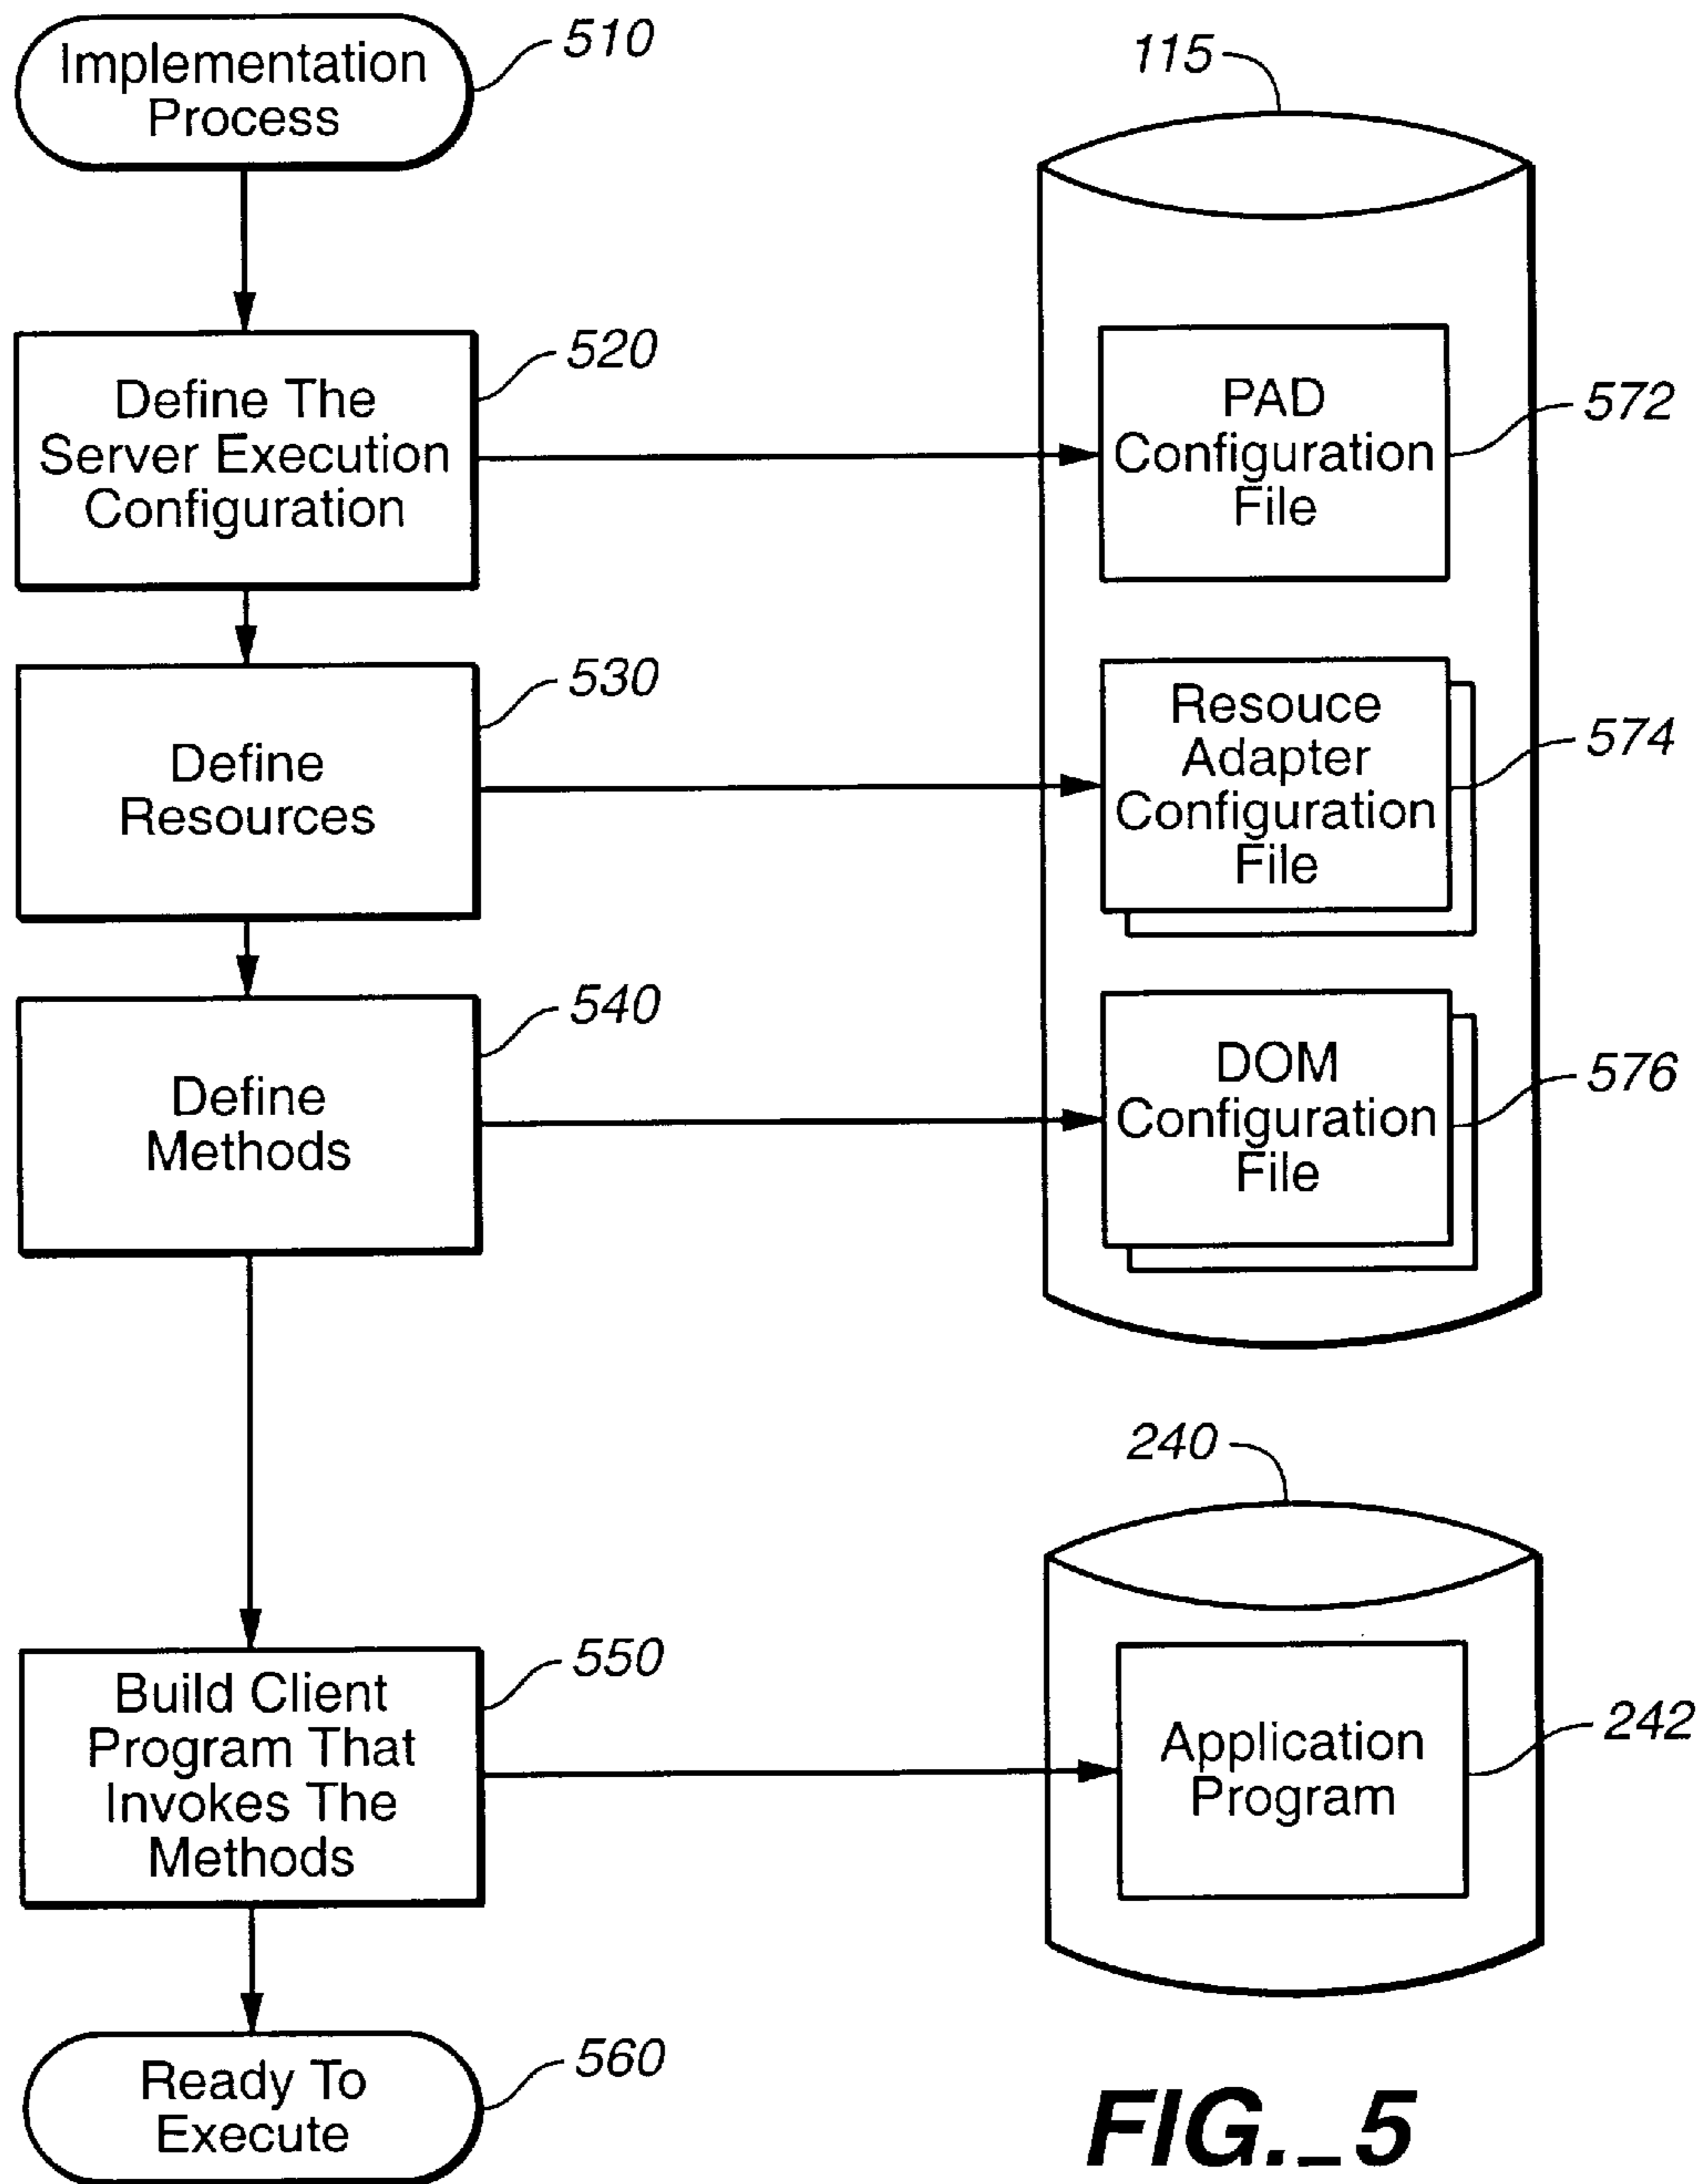 Implementation
Process
510
115
Define The
Server Execution
Configuration
520
PAD
Configuration
File
572
Define
Resources
530
Resouce
Adapter
Configuration
File
574
Define
Methods
540
DOM
Configuration
File
576
240
Build Client
Program That
Invokes The
Methods
550
Application
Program
242
Ready To
Execute
560
FIG._5